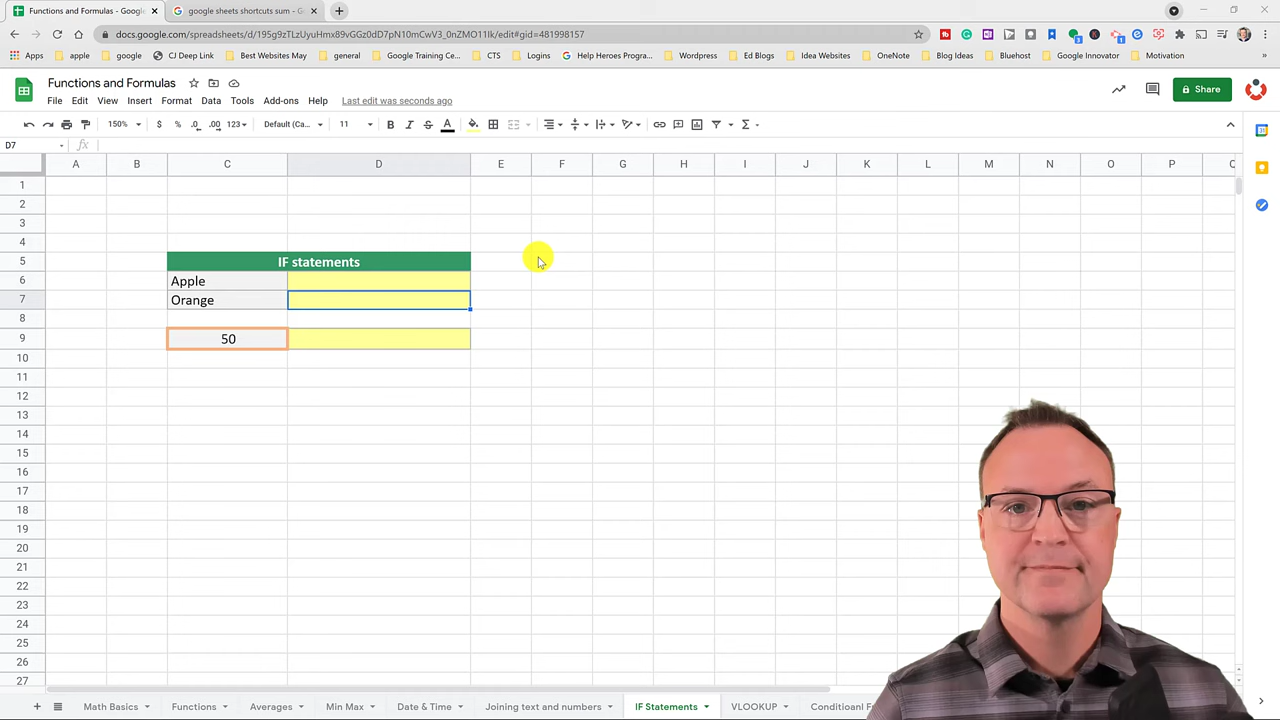 Functions and Formulas - Google
google sheets shortcuts sum - G
docs.google.com/spreadsheets/d/195g9zTLzUyuHmx89vGGz0dD7pN10mCwV3_0nZMO11Ik/edit#gid=481998157
Apps apple google CJ Deep Link Best Websites May general Google Training Ce... CTS Logins Help Heroes Progra... Wordpress Ed Blogs Idea Websites OneNote Blog Ideas Bluehost Google Innovator Motivation
Functions and Formulas
File Edit View Insert Format Data Tools Add-ons Help Last edit was seconds ago
Share
150% $ % .0 .00 123 Default (Ca... 11 B I S A Σ
D7 fx
A B C D E F G H I J K L M N O P
1
2
3
4
5 IF statements
6 Apple
7 Orange
8
9 50
10
11
12
13
14
15
16
17
18
19
20
21
22
23
24
25
26
27
Math Basics Functions Averages Min Max Date & Time Joining text and numbers IF Statements VLOOKUP Conditioanl F